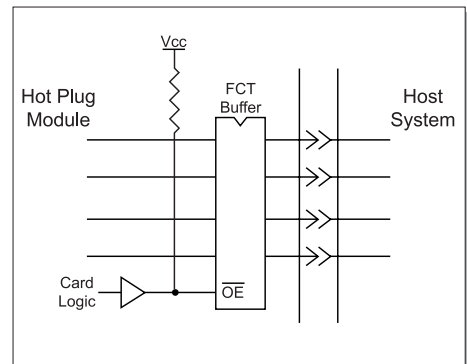 Vcc
Hot Plug
Module
FCT
Buffer
Host
System
Card
Logic
OE